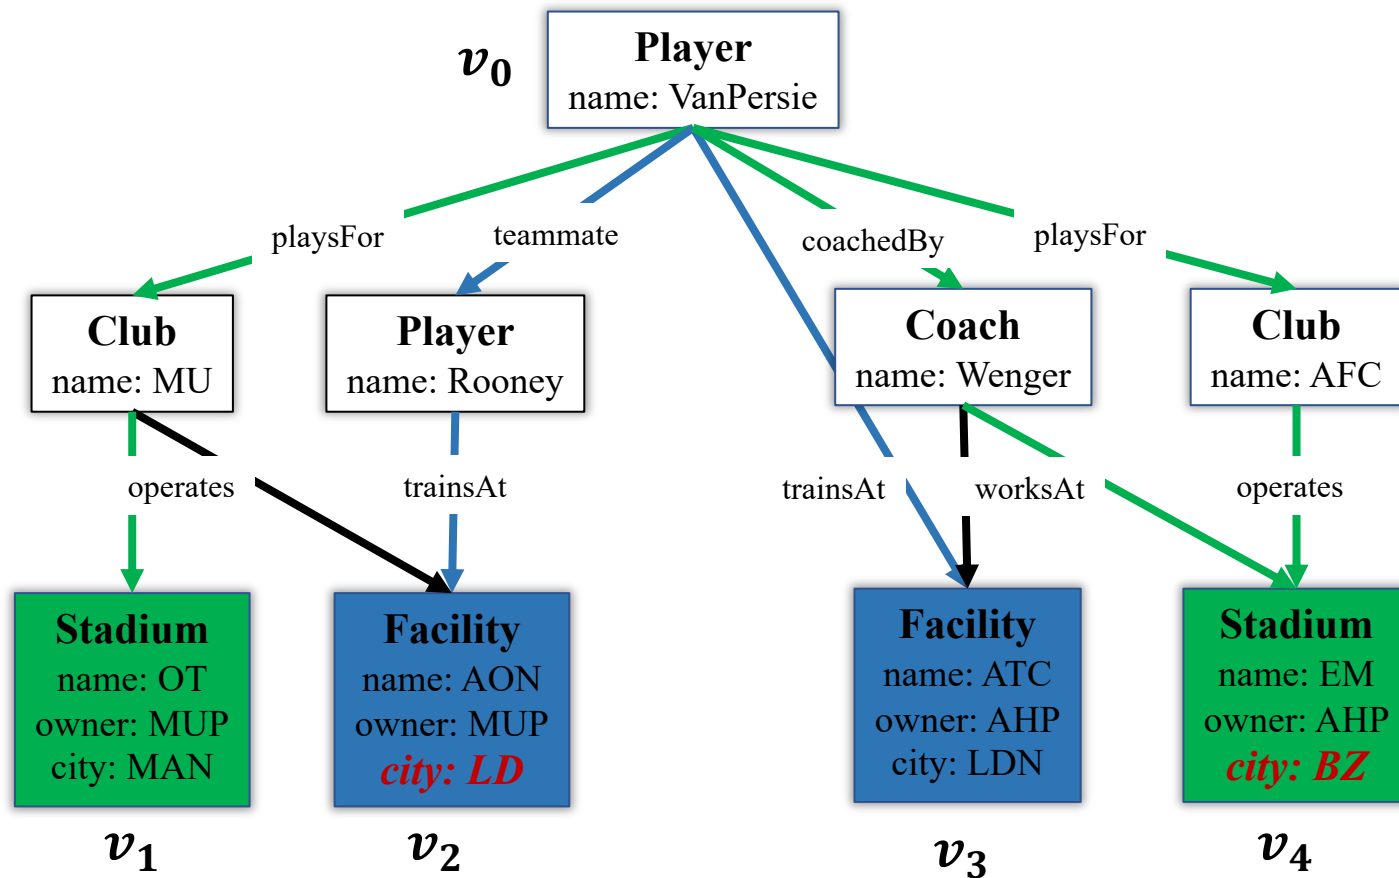 v0
Player
name: VanPersie
playsFor
teammate
coachedBy
playsFor
Club
name: MU
Player
name: Rooney
Coach
name: Wenger
Club
name: AFC
operates
trainsAt
trainsAt
worksAt
operates
Stadium
name: OT
owner: MUP
city: MAN
Facility
name: AON
owner: MUP
city: LD
Facility
name: ATC
owner: AHP
city: LDN
Stadium
name: EM
owner: AHP
city: BZ
v1
v2
v3
v4